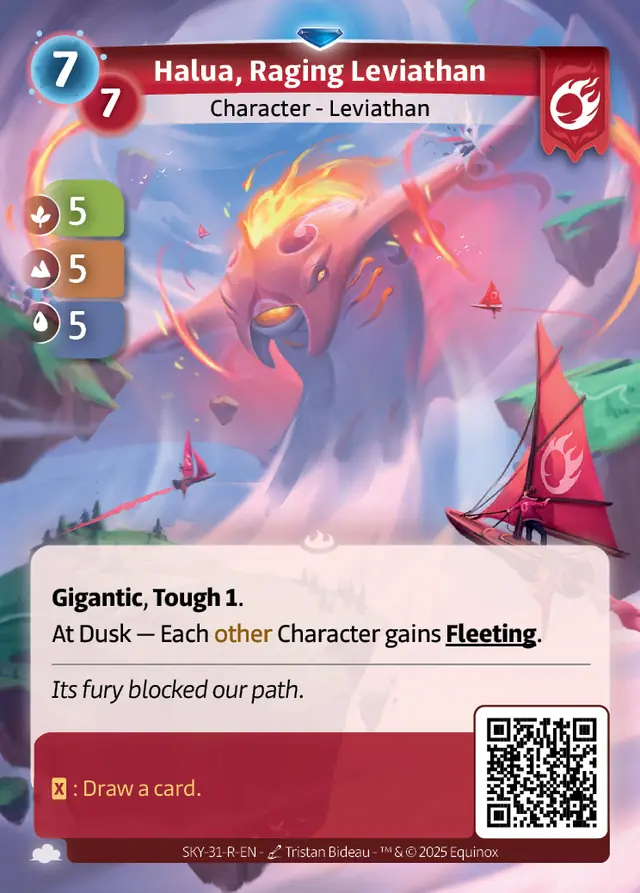 7
7
Halua, Raging Leviathan
Character - Leviathan
5
5
5
Gigantic, Tough 1.
At Dusk — Each other Character gains Fleeting.
Its fury blocked our path.
X : Draw a card.
SKY-31-R-EN - Tristan Bideau - ™ & © 2025 Equinox